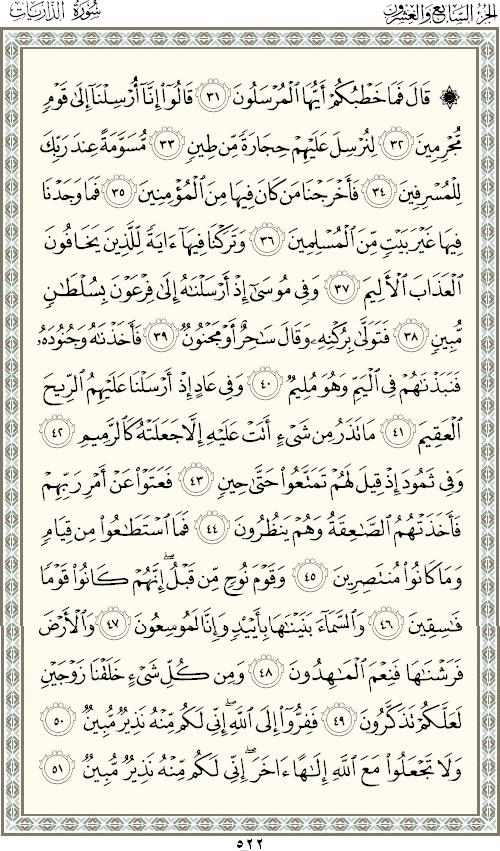 الجزء السابع والعشرون
سُورَةُ الذَّارِيَاتِ
۞ قَالَ فَمَا خَطْبُكُمْ أَيُّهَا ٱلْمُرْسَلُونَ ٣١ قَالُوٓا۟ إِنَّآ أُرْسِلْنَآ إِلَىٰ قَوْمٍ
مُّجْرِمِينَ ٣٢ لِنُرْسِلَ عَلَيْهِمْ حِجَارَةً مِّن طِينٍ ٣٣ مُّسَوَّمَةً عِندَ رَبِّكَ
لِلْمُسْرِفِينَ ٣٤ فَأَخْرَجْنَا مَن كَانَ فِيهَا مِنَ ٱلْمُؤْمِنِينَ ٣٥ فَمَا وَجَدْنَا
فِيهَا غَيْرَ بَيْتٍ مِّنَ ٱلْمُسْلِمِينَ ٣٦ وَتَرَكْنَا فِيهَآ ءَايَةً لِّلَّذِينَ يَخَافُونَ
ٱلْعَذَابَ ٱلْأَلِيمَ ٣٧ وَفِى مُوسَىٰٓ إِذْ أَرْسَلْنَٰهُ إِلَىٰ فِرْعَوْنَ بِسُلْطَٰنٍ
مُّبِينٍ ٣٨ فَتَوَلَّىٰ بِرُكْنِهِۦ وَقَالَ سَٰحِرٌ أَوْ مَجْنُونٌ ٣٩ فَأَخَذْنَٰهُ وَجُنُودَهُۥ
فَنَبَذْنَٰهُمْ فِى ٱلْيَمِّ وَهُوَ مُلِيمٌ ٤٠ وَفِى عَادٍ إِذْ أَرْسَلْنَا عَلَيْهِمُ ٱلرِّيحَ
ٱلْعَقِيمَ ٤١ مَا تَذَرُ مِن شَىْءٍ أَتَتْ عَلَيْهِ إِلَّا جَعَلَتْهُ كَٱلرَّمِيمِ ٤٢
وَفِى ثَمُودَ إِذْ قِيلَ لَهُمْ تَمَتَّعُوا۟ حَتَّىٰ حِينٍ ٤٣ فَعَتَوْا۟ عَنْ أَمْرِ رَبِّهِمْ
فَأَخَذَتْهُمُ ٱلصَّٰعِقَةُ وَهُمْ يَنظُرُونَ ٤٤ فَمَا ٱسْتَطَٰعُوا۟ مِن قِيَامٍ
وَمَا كَانُوا۟ مُنتَصِرِينَ ٤٥ وَقَوْمَ نُوحٍ مِّن قَبْلُ ۖ إِنَّهُمْ كَانُوا۟ قَوْمًا
فَٰسِقِينَ ٤٦ وَٱلسَّمَآءَ بَنَيْنَٰهَا بِأَيْي۟دٍ وَإِنَّا لَمُوسِعُونَ ٤٧ وَٱلْأَرْضَ
فَرَشْنَٰهَا فَنِعْمَ ٱلْمَٰهِدُونَ ٤٨ وَمِن كُلِّ شَىْءٍ خَلَقْنَا زَوْجَيْنِ
لَعَلَّكُمْ تَذَكَّرُونَ ٤٩ فَفِرُّوٓا۟ إِلَى ٱللَّهِ ۖ إِنِّى لَكُم مِّنْهُ نَذِيرٌ مُّبِينٌ ٥٠
وَلَا تَجْعَلُوا۟ مَعَ ٱللَّهِ إِلَٰهًا ءَاخَرَ ۖ إِنِّى لَكُم مِّنْهُ نَذِيرٌ مُّبِينٌ ٥١
٥٢٢